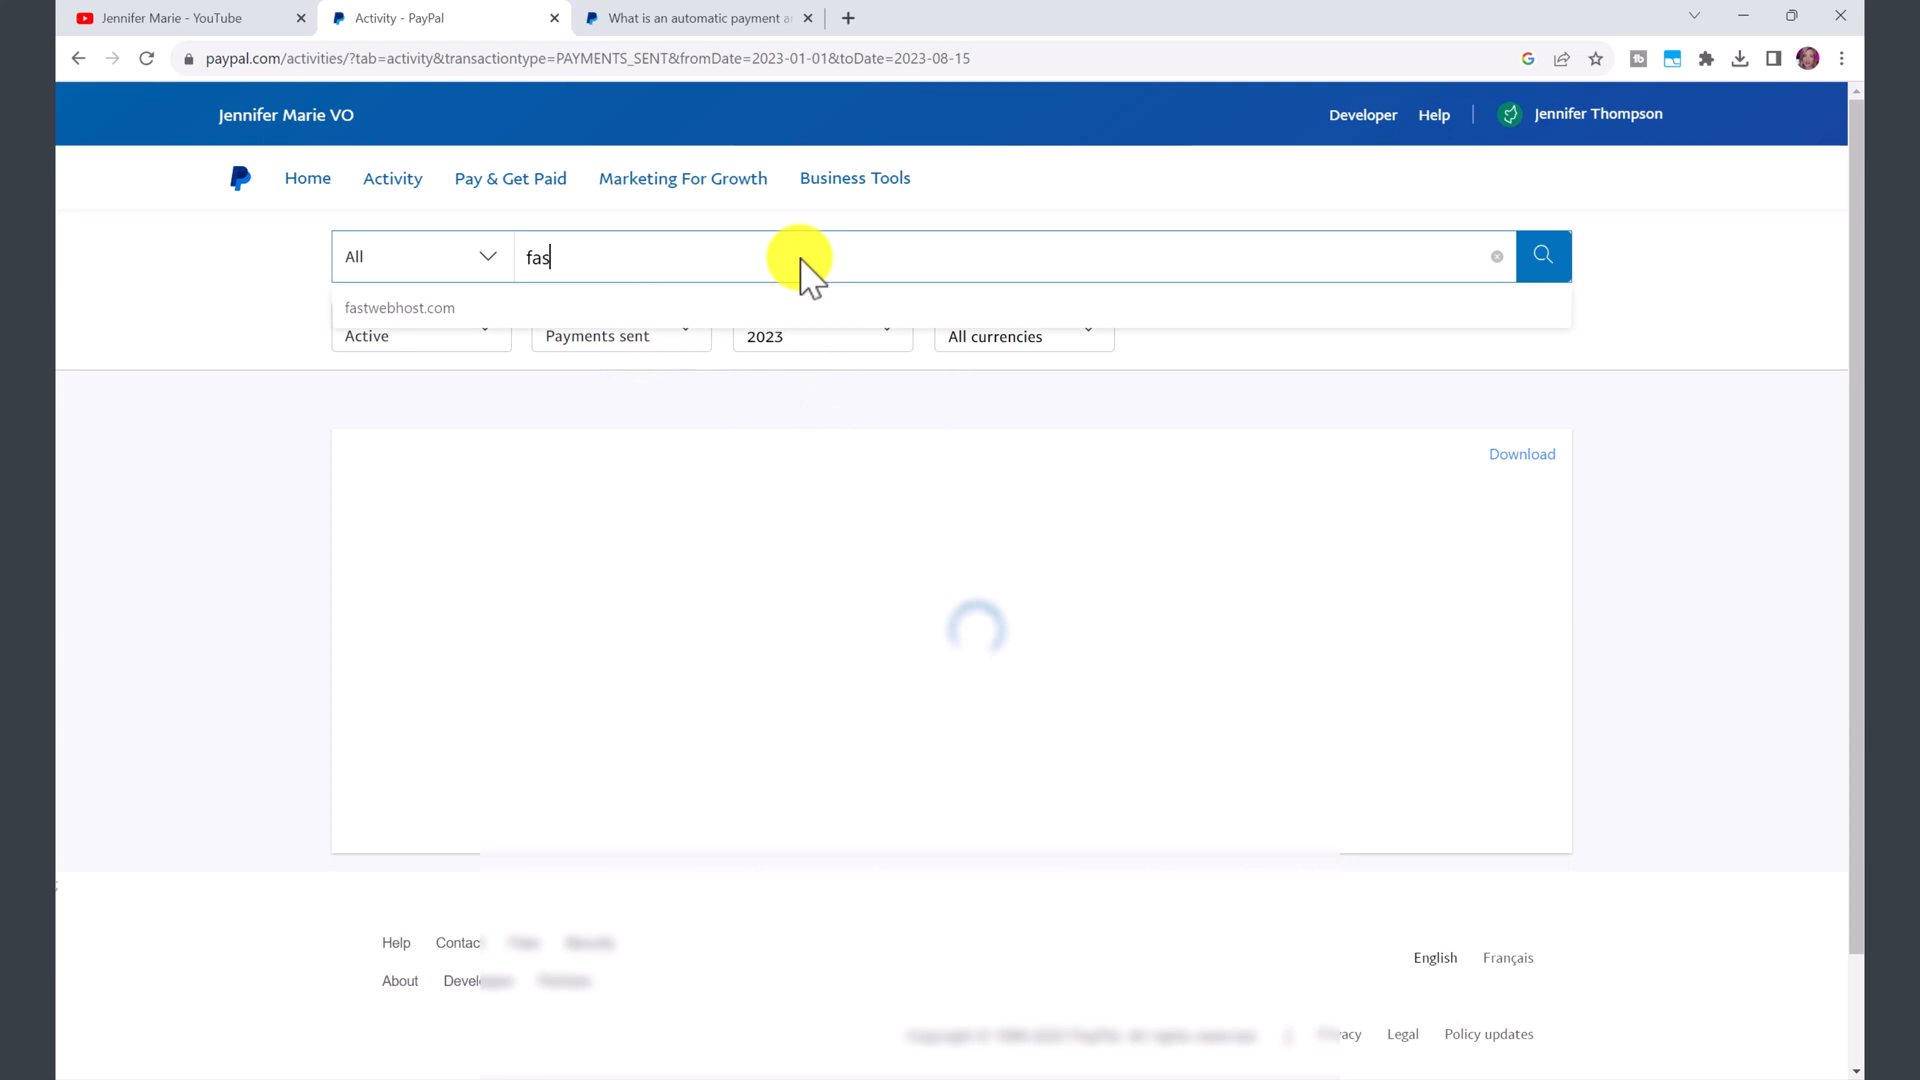 Jennifer Marie - YouTube
Activity - PayPal
What is an automatic payment a
paypal.com/activities/?tab=activity&transactiontype=PAYMENTS_SENT&fromDate=2023-01-01&toDate=2023-08-15
Jennifer Marie VO
Developer Help | Jennifer Thompson
Home Activity Pay & Get Paid Marketing For Growth Business Tools
All fas
fastwebhost.com
Active Payments sent 2023 All currencies
Download
Help Contac
English Français
About Devel
Legal Policy updates